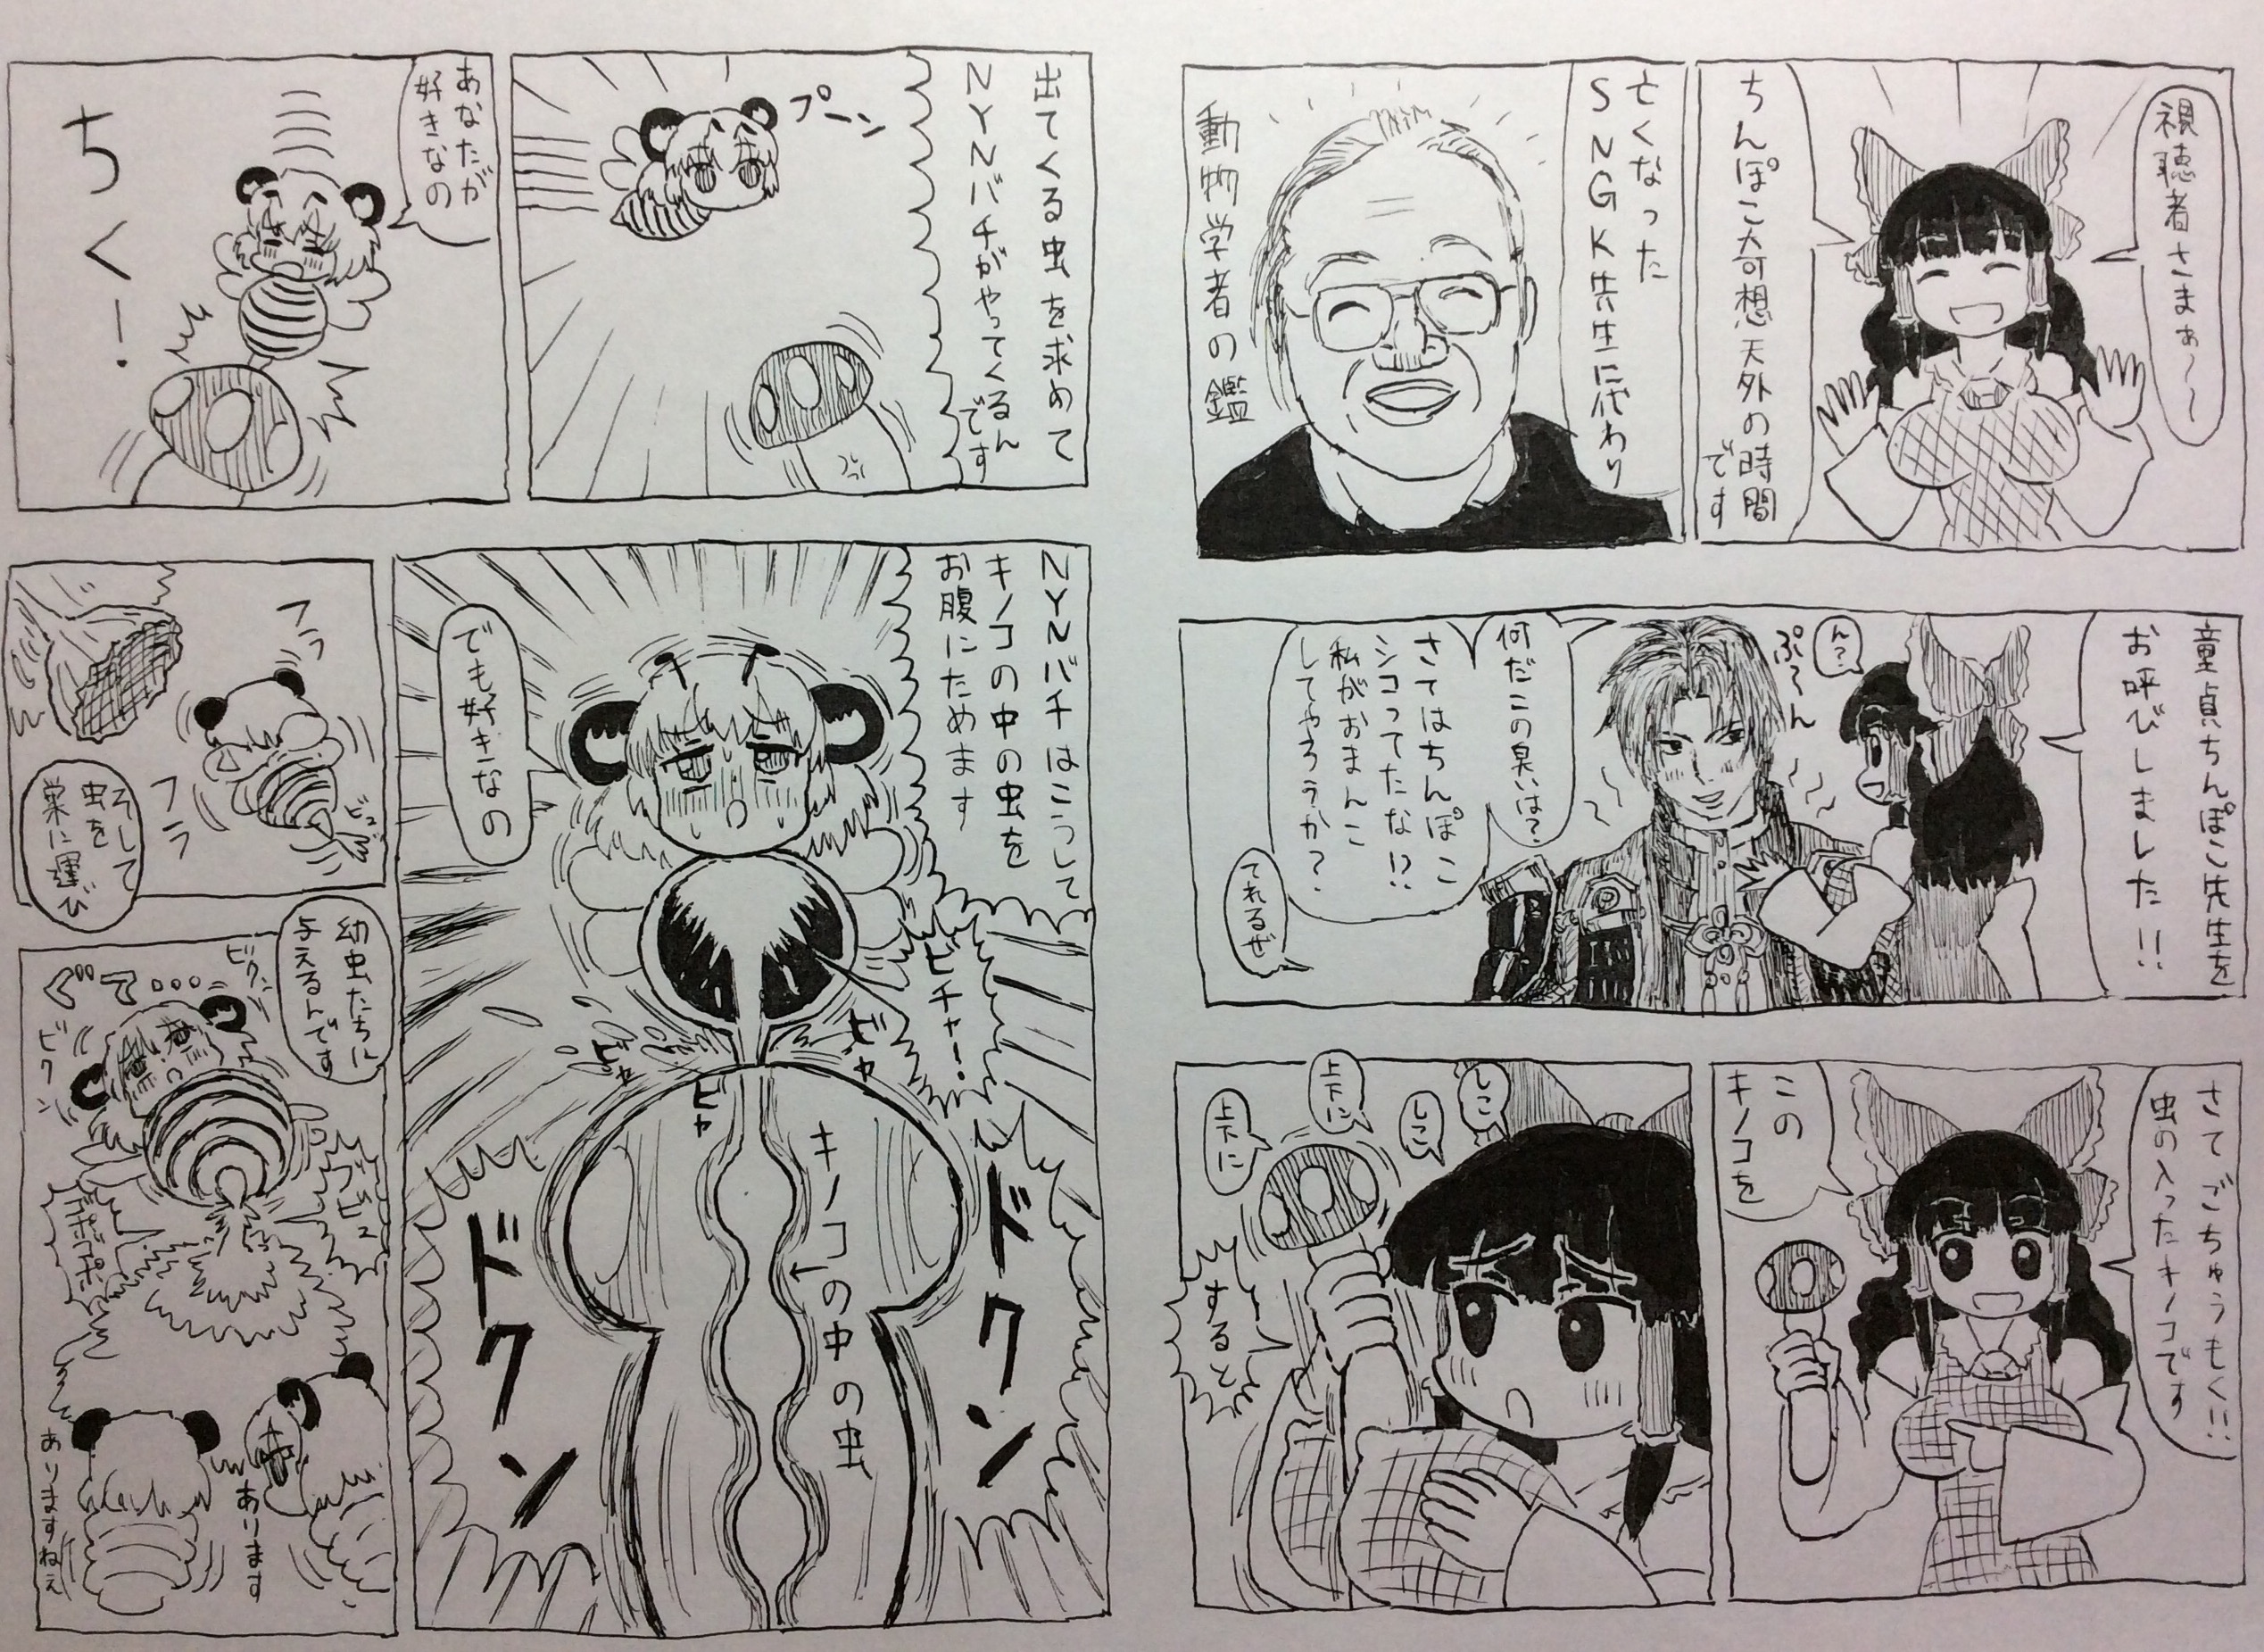 視聴者さまぁ〜〜
ちんぽこ奇想天外の時間
です
亡くなった
SNGK先生に代わり
動物学者の鑑
童貞ちんぽこ先生を
お呼びしました!!
ん?
ぷ〜ん
何だこの臭いは?
さてはちんぽこ
シコってたな!?
私がおまんこ
してやろうか?
てれるぜ
さてごちゅうもく!!
虫の入ったキノコです
この
キノコを
しこ
しこ
上下に
上下に
すると
出てくる虫を求めて
NYNバチがやってくるん
です
プーン
あなたが
好きなの
ちくー!
NYNバチはこうして
キノコの中の虫を
お腹にためます
でも好きなの
ビチャー!
ビャ
ビャ
ビャ
キノコの中の虫
ドクン
ドクン
フラ
フラ
ビュ
そして
虫を
巣に運び
幼虫たちに
与えるんです
ぐて...
ビクン
ビクン
ブビュ
ゴポポ
あります
ありますねぇ